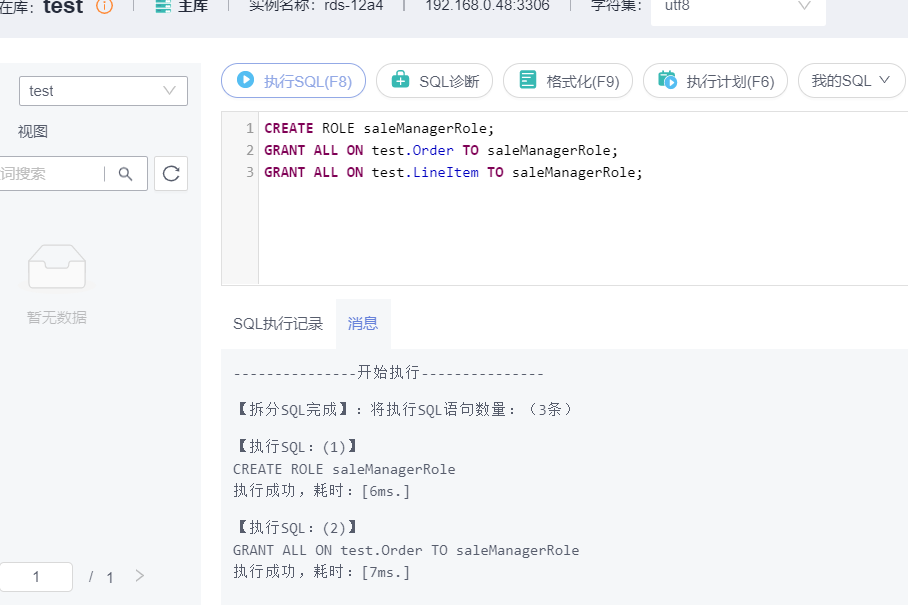 在库: test 主库 | 实例名称: rds-12a4 | 192.168.0.48:3306 | 字符集: utf8
test
执行SQL(F8) SQL诊断 格式化(F9) 执行计划(F6) 我的SQL
视图
词搜索
1 CREATE ROLE saleManagerRole;
2 GRANT ALL ON test.Order TO saleManagerRole;
3 GRANT ALL ON test.LineItem TO saleManagerRole;
暂无数据
SQL执行记录 消息
---------------开始执行---------------
【拆分SQL完成】: 将执行SQL语句数量: (3条)
【执行SQL: (1)】
CREATE ROLE saleManagerRole
执行成功, 耗时: [6ms.]
【执行SQL: (2)】
GRANT ALL ON test.Order TO saleManagerRole
执行成功, 耗时: [7ms.]
1 / 1 >